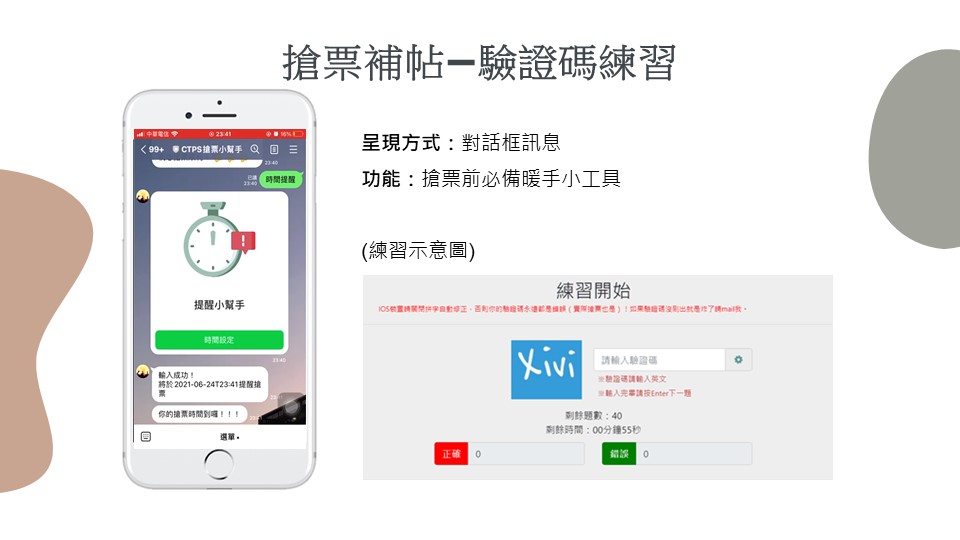 搶票補帖—驗證碼練習
中華電信
23:41
16%
99+
CTPS搶票小幫手
23:40
已讀
23:40
時間提醒
提醒小幫手
時間設定
23:40
輸入成功！
將於2021-06-24T23:41提醒搶
票
你的搶票時間到囉！！！
選單
呈現方式：對話框訊息
功能：搶票前必備暖手小工具
(練習示意圖)
練習開始
IOS裝置請關閉拼字自動修正，否則你的驗證碼永遠都是錯誤（實際搶票也是）！如果驗證碼沒刷出就是炸了請mail我。
xivi
請輸入驗證碼
※驗證碼請輸入英文
※輸入完畢請按Enter下一題
剩餘題數：40
剩餘時間：00分鐘55秒
正確 0
錯誤 0